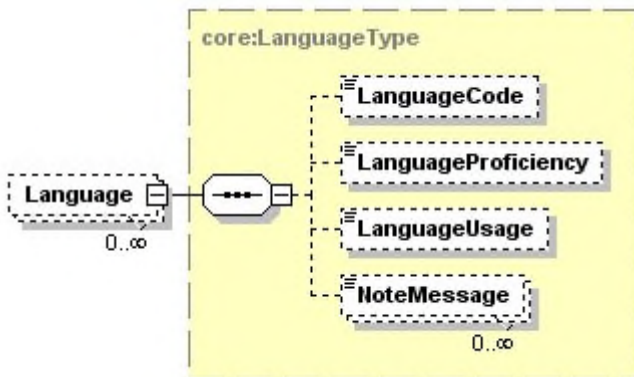 core:LanguageType
LanguageCode
LanguageProficiency
Language
0..∞
LanguageUsage
NoteMessage
0..∞